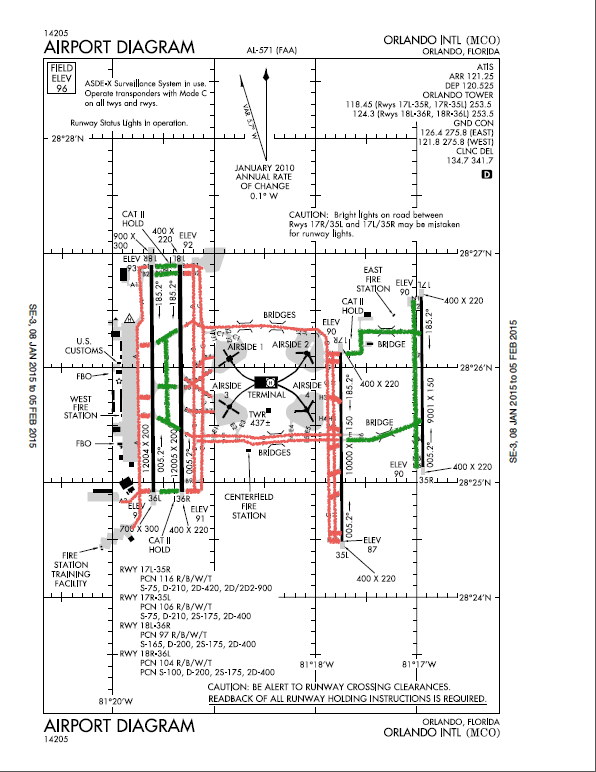 14205
AIRPORT DIAGRAM
AL-571 (FAA)
ORLANDO INTL (MCO)
ORLANDO, FLORIDA
FIELD
ELEV
96
ASDE-X Surveillance System in use.
Operate transponders with Mode C
on all twys and rwys.
Runway Status Lights in operation.
ATIS
ARR 121.25
DEP 120.525
ORLANDO TOWER
118.45 (Rwys 17L-35R, 17R-35L) 253.5
124.3 (Rwys 18L-36R, 18R-36L) 253.5
GND CON
126.4 275.8 (EAST)
121.8 275.8 (WEST)
CLNC DEL
134.7 341.7
D
VAR 5.7° W
JANUARY 2010
ANNUAL RATE
OF CHANGE
0.1° W
28°28'N
CAUTION: Bright lights on road between
Rwys 17R/35L and 17L/35R may be mistaken
for runway lights.
CAT II
HOLD
900 X
300
400 X
220
ELEV
92
ELEV
93
18R
18L
28°27'N
EAST
FIRE
STATION
ELEV
90
17L
400 X 220
CAT II
HOLD
ELEV
90
17R
BRIDGES
BRIDGE
185.2°
185.2°
185.2°
185.2°
U.S.
CUSTOMS
AIRSIDE 1
AIRSIDE 2
28°26'N
FBO
TERMINAL
400 X 220
WEST
FIRE
STATION
AIRSIDE
3
AIRSIDE
4
TWR
437±
BRIDGE
FBO
12004 X 200
12005 X 200
10000 X 150
9001 X 150
005.2°
005.2°
005.2°
005.2°
BRIDGES
ELEV
90
400 X 220
35R
28°25'N
CENTERFIELD
FIRE
STATION
36L
36R
ELEV
91
700 X 300
400 X 220
CAT II
HOLD
ELEV
87
35L
400 X 220
FIRE
STATION
TRAINING
FACILITY
28°24'N
RWY 17L-35R
PCN 116 R/B/W/T
S-75, D-210, 2D-420, 2D/2D2-900
RWY 17R-35L
PCN 106 R/B/W/T
S-75, D-210, 2S-175, 2D-400
RWY 18L-36R
PCN 97 R/B/W/T
S-165, D-200, 2S-175, 2D-400
RWY 18R-36L
PCN 104 R/B/W/T
PCN S-100, D-200, 2S-175, 2D-400
81°20'W
81°18'W
81°17'W
CAUTION: BE ALERT TO RUNWAY CROSSING CLEARANCES.
READBACK OF ALL RUNWAY HOLDING INSTRUCTIONS IS REQUIRED.
AIRPORT DIAGRAM
14205
ORLANDO, FLORIDA
ORLANDO INTL (MCO)
SE-3, 08 JAN 2015 to 05 FEB 2015
SE-3, 08 JAN 2015 to 05 FEB 2015